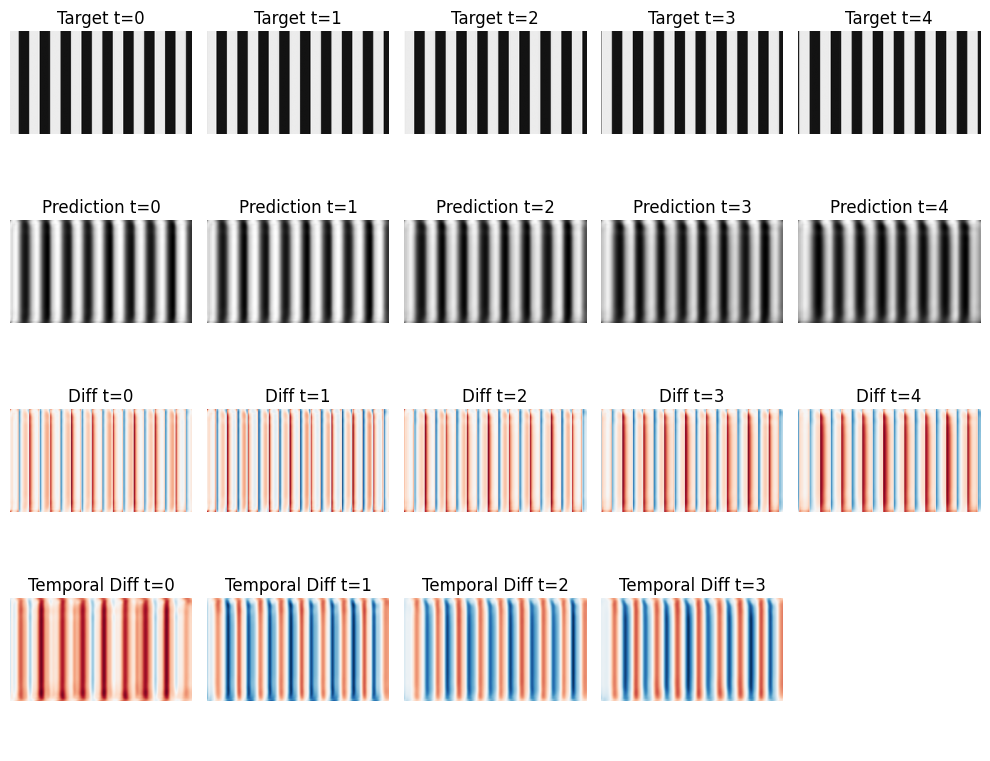 Target t=0
Target t=1
Target t=2
Target t=3
Target t=4
Prediction t=0
Prediction t=1
Prediction t=2
Prediction t=3
Prediction t=4
Diff t=0
Diff t=1
Diff t=2
Diff t=3
Diff t=4
Temporal Diff t=0
Temporal Diff t=1
Temporal Diff t=2
Temporal Diff t=3